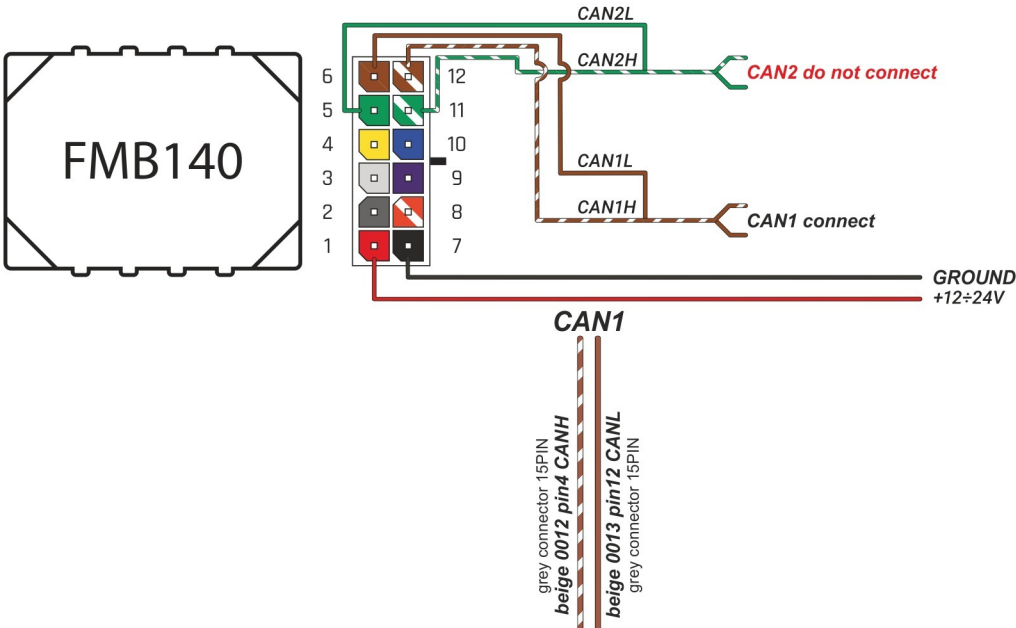 CAN2L
CAN2H
CAN2 do not connect
FMB140
6 12
5 11
4 10
3 9
2 8
1 7
CAN1L
CAN1H
CAN1 connect
GROUND
+12÷24V
CAN1
grey connector 15PIN
beige 0012 pin4 CANH
beige 0013 pin12 CANL
grey connector 15PIN